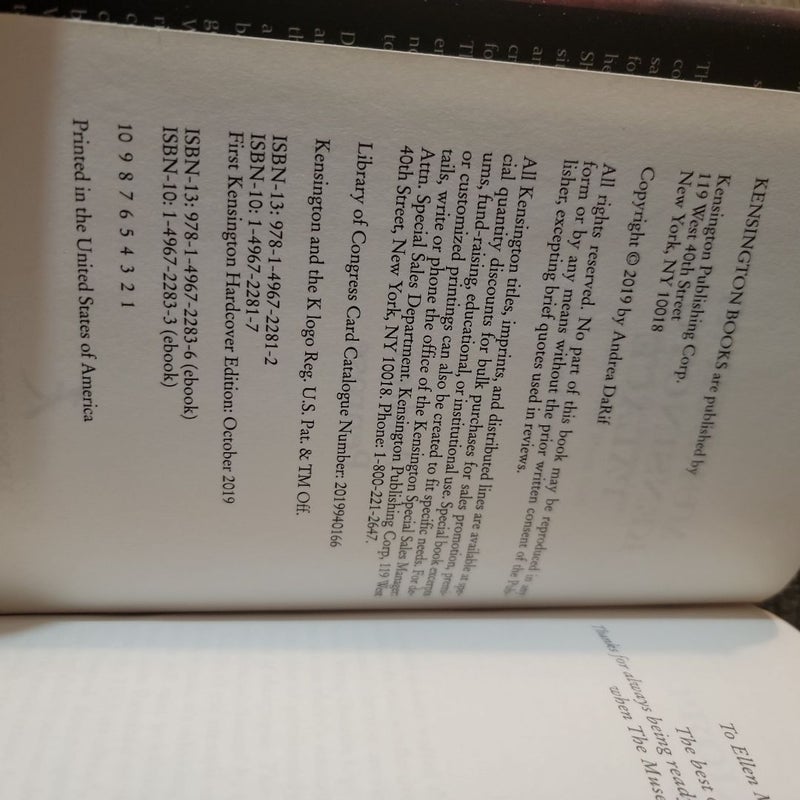 KENSINGTON BOOKS are published by
Kensington Publishing Corp.
119 West 40th Street
New York, NY 10018
Copyright © 2019 by Andrea DaRif
All rights reserved. No part of this book may be reproduced in any
form or by any means without the prior written consent of the Pub-
lisher, excepting brief quotes used in reviews.
All Kensington titles, imprints, and distributed lines are available at spe-
cial quantity discounts for bulk purchases for sales promotion, premi-
ums, fund-raising, educational, or institutional use. Special book excerpts
or customized printings can also be created to fit specific needs. For de-
tails, write or phone the office of the Kensington Special Sales Manager:
Attn. Special Sales Department. Kensington Publishing Corp, 119 West
40th Street, New York, NY 10018. Phone: 1-800-221-2647.
Library of Congress Card Catalogue Number: 2019940166
Kensington and the K logo Reg. U.S. Pat. & TM Off.
ISBN-13: 978-1-4967-2281-2
ISBN-10: 1-4967-2281-7
First Kensington Hardcover Edition: October 2019
ISBN-13: 978-1-4967-2283-6 (ebook)
ISBN-10: 1-4967-2283-3 (ebook)
10 9 8 7 6 5 4 3 2 1
Printed in the United States of America
To Ellen
The best
Thanks for always being read
when The Muse